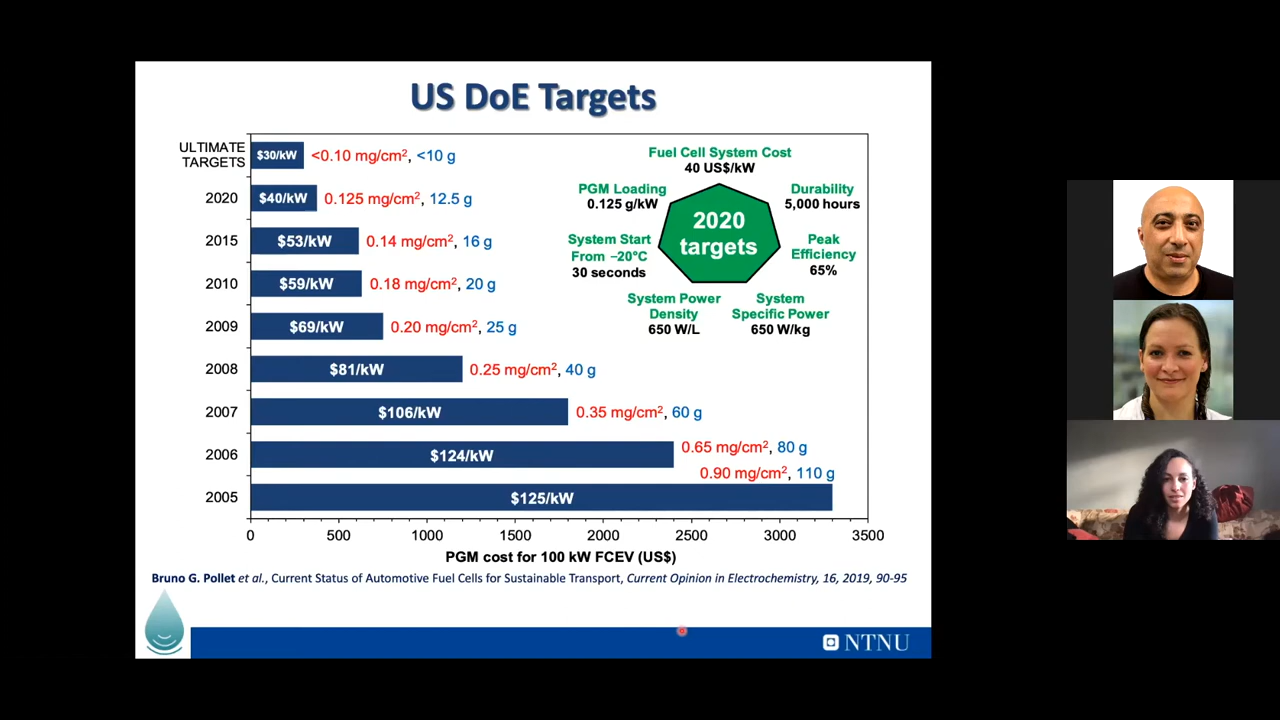 US DoE Targets
ULTIMATE
TARGETS
$30/kW
<0.10 mg/cm², <10 g
2020
$40/kW
0.125 mg/cm², 12.5 g
2015
$53/kW
0.14 mg/cm², 16 g
2010
$59/kW
0.18 mg/cm², 20 g
2009
$69/kW
0.20 mg/cm², 25 g
2008
$81/kW
0.25 mg/cm², 40 g
2007
$106/kW
0.35 mg/cm², 60 g
2006
$124/kW
0.65 mg/cm², 80 g
0.90 mg/cm², 110 g
2005
$125/kW
Fuel Cell System Cost
40 US$/kW
PGM Loading
0.125 g/kW
Durability
5,000 hours
2020
targets
System Start
From −20°C
30 seconds
Peak
Efficiency
65%
System Power
Density
650 W/L
System
Specific Power
650 W/kg
0 500 1000 1500 2000 2500 3000 3500
PGM cost for 100 kW FCEV (US$)
Bruno G. Pollet et al., Current Status of Automotive Fuel Cells for Sustainable Transport, Current Opinion in Electrochemistry, 16, 2019, 90-95
NTNU